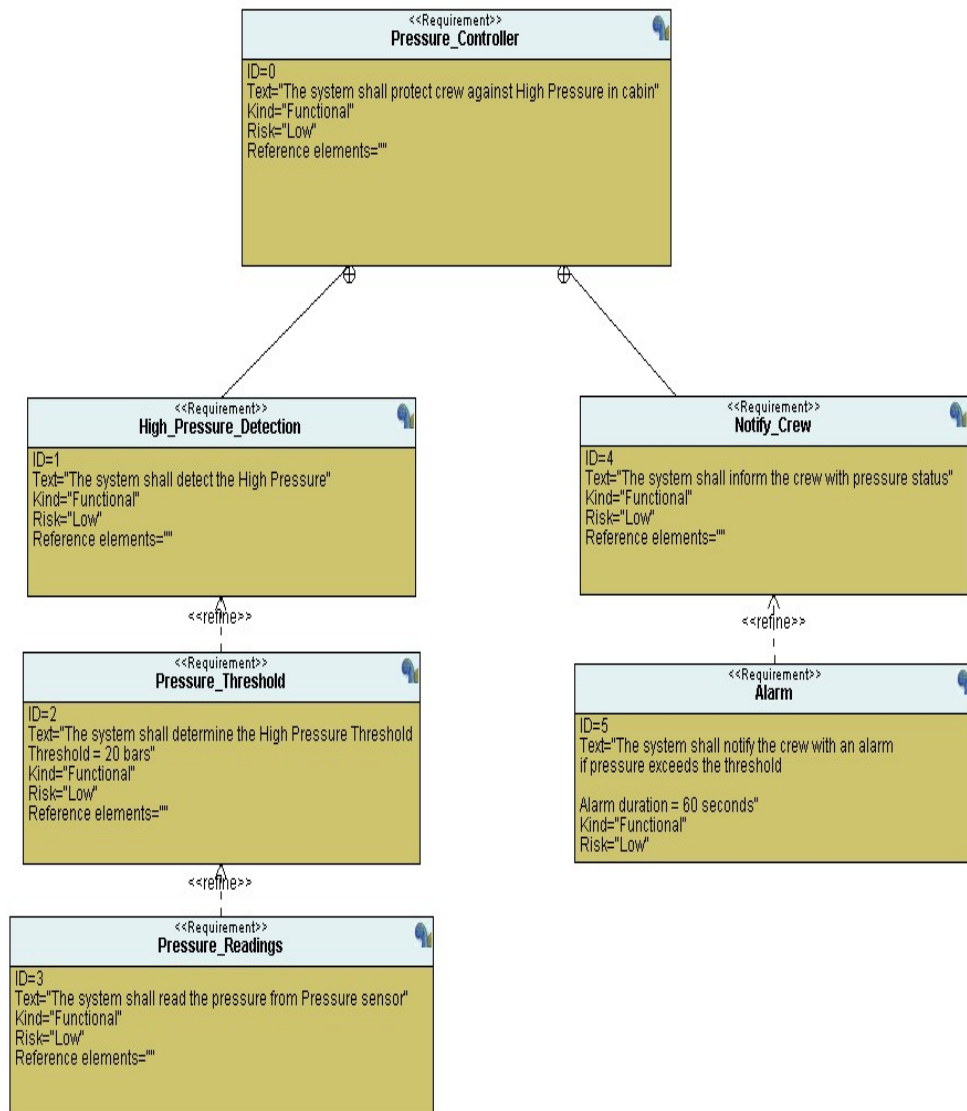 <<Requirement>>
Pressure_Controller
ID=0
Text="The system shall protect crew against High Pressure in cabin"
Kind="Functional"
Risk="Low"
Reference elements=""
<<Requirement>>
High_Pressure_Detection
ID=1
Text="The system shall detect the High Pressure"
Kind="Functional"
Risk="Low"
Reference elements=""
<<Requirement>>
Notify_Crew
ID=4
Text="The system shall inform the crew with pressure status"
Kind="Functional"
Risk="Low"
Reference elements=""
<<refine>>
<<refine>>
<<Requirement>>
Pressure_Threshold
ID=2
Text="The system shall determine the High Pressure Threshold
Threshold = 20 bars"
Kind="Functional"
Risk="Low"
Reference elements=""
<<Requirement>>
Alarm
ID=5
Text="The system shall notify the crew with an alarm
if pressure exceeds the threshold
Alarm duration = 60 seconds"
Kind="Functional"
Risk="Low"
<<refine>>
<<Requirement>>
Pressure_Readings
ID=3
Text="The system shall read the pressure from Pressure sensor"
Kind="Functional"
Risk="Low"
Reference elements=""